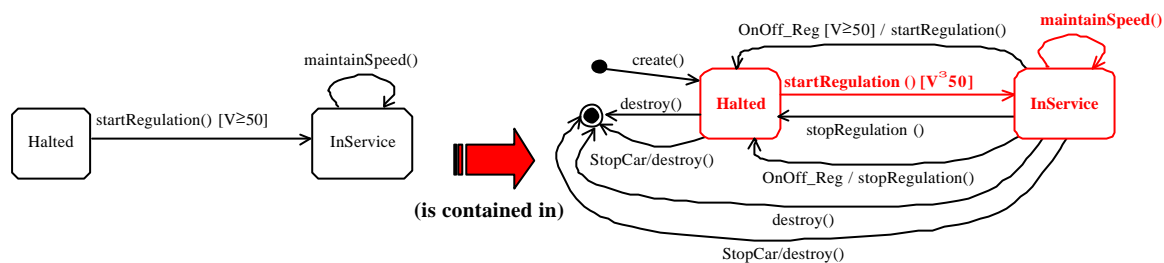 maintainSpeed()
startRegulation() [V≥50]
Halted
InService
(is contained in)
maintainSpeed()
OnOff_Reg [V≥50] / startRegulation()
create()
startRegulation () [V³50]
Halted
InService
destroy()
stopRegulation ()
StopCar/destroy()
OnOff_Reg / stopRegulation()
destroy()
StopCar/destroy()